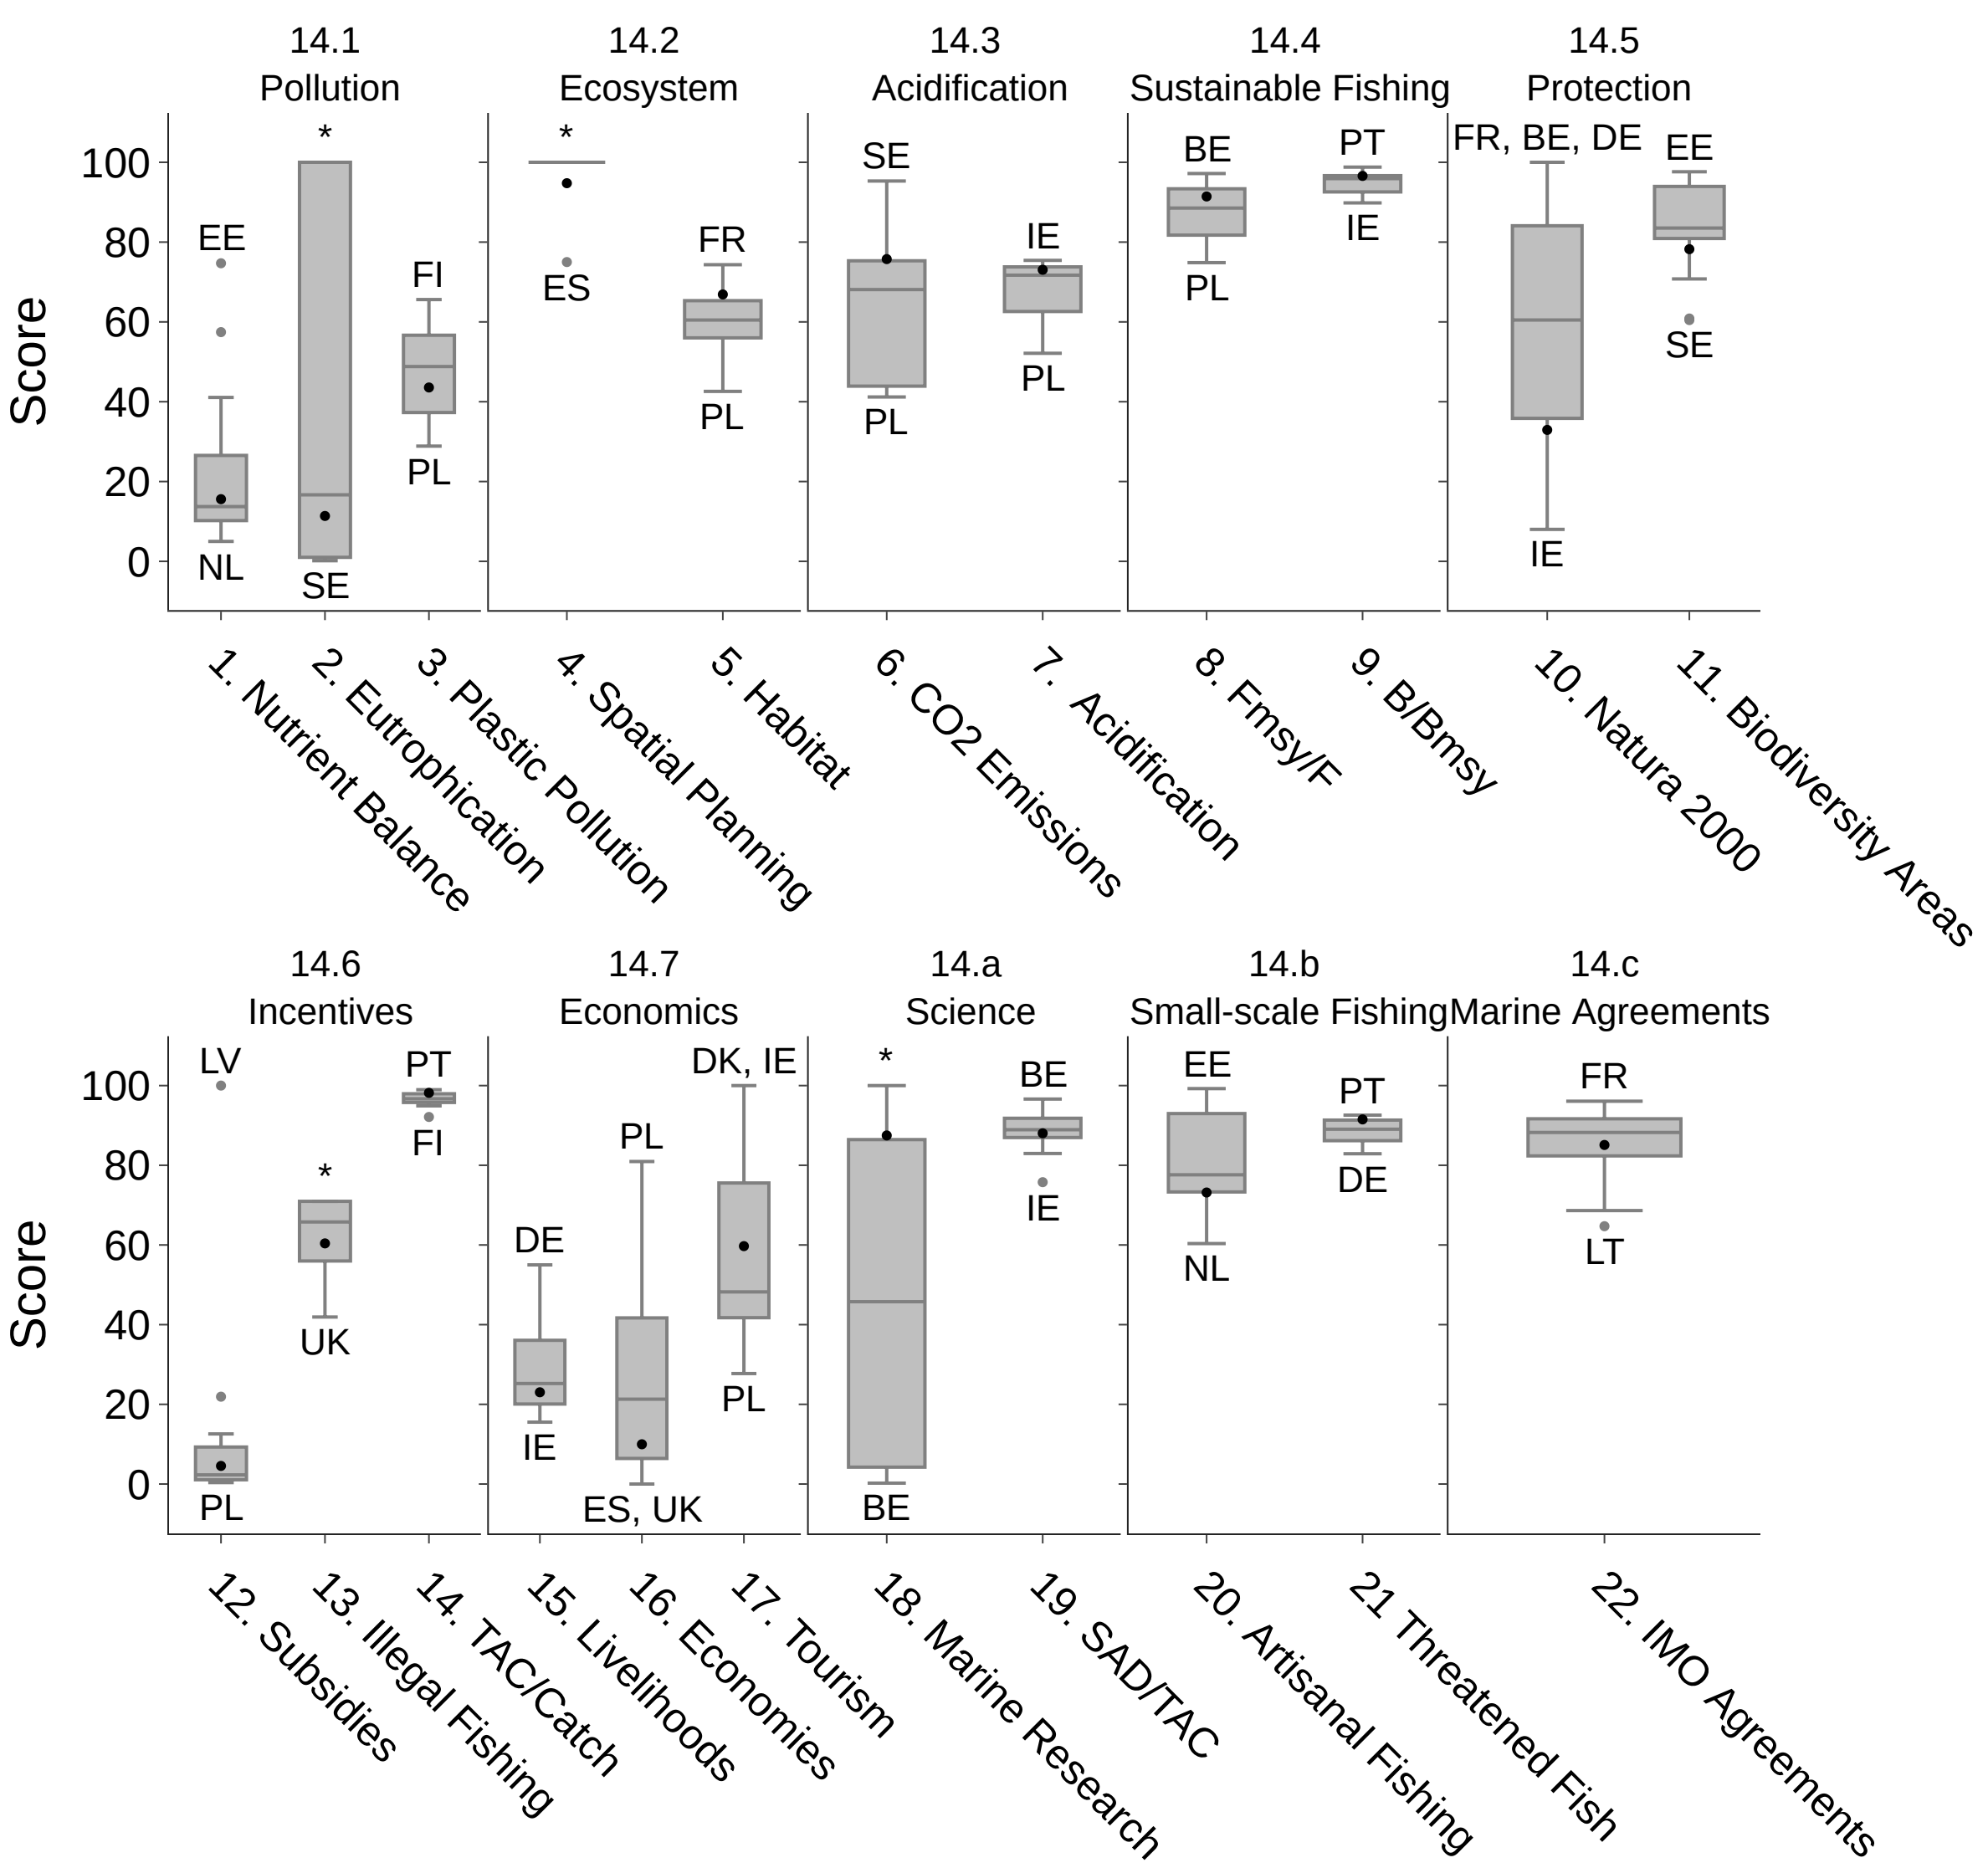 14.1
Pollution
14.2
Ecosystem
14.3
Acidification
14.4
Sustainable Fishing
14.5
Protection
Score
100
80
60
40
20
0
EE
NL
*
SE
FI
PL
*
ES
FR
PL
SE
PL
IE
PL
BE
PL
PT
IE
FR, BE, DE
IE
EE
SE
1. Nutrient Balance
2. Eutrophication
3. Plastic Pollution
4. Spatial Planning
5. Habitat
6. CO2 Emissions
7. Acidification
8. Fmsy/F
9. B/Bmsy
10. Natura 2000
11. Biodiversity Areas
14.6
Incentives
14.7
Economics
14.a
Science
14.b
Small-scale Fishing
14.c
Marine Agreements
Score
100
80
60
40
20
0
LV
PL
*
UK
PT
FI
DE
IE
PL
ES, UK
DK, IE
PL
*
BE
BE
IE
EE
NL
PT
DE
FR
LT
12. Subsidies
13. Illegal Fishing
14. TAC/Catch
15. Livelihoods
16. Economies
17. Tourism
18. Marine Research
19. SAD/TAC
20. Artisanal Fishing
21 Threatened Fish
22. IMO Agreements